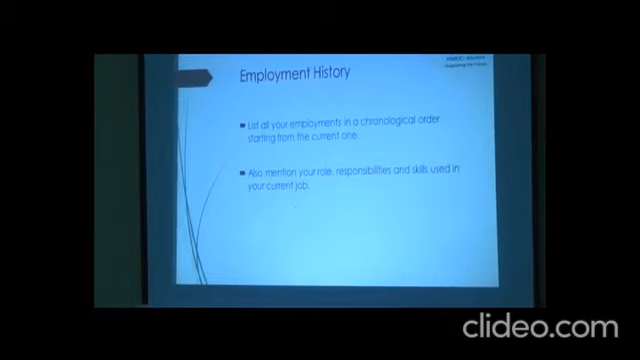 Employment History
List all your employments in a chronological order
starting from the current one.
Also mention your role, responsibilities and skills used in
your current job.
clideo.com